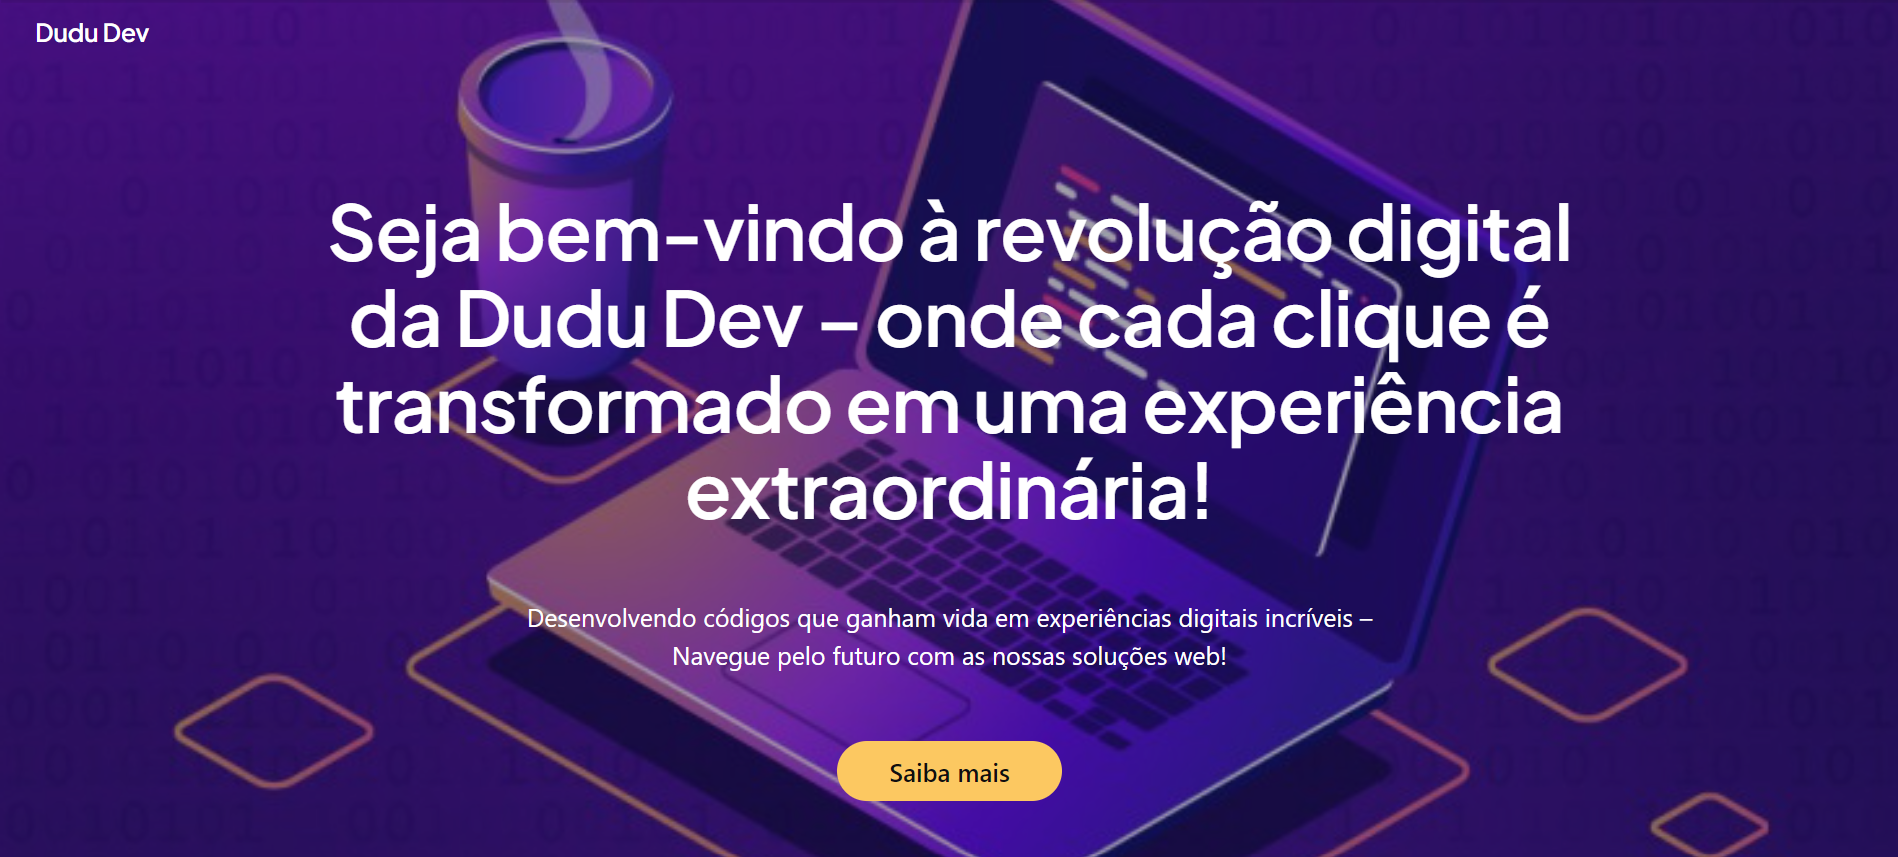 Dudu Dev
Seja bem-vindo à revolução digital
da Dudu Dev – onde cada clique é
transformado em uma experiência
extraordinária!
Desenvolvendo códigos que ganham vida em experiências digitais incríveis –
Navegue pelo futuro com as nossas soluções web!
Saiba mais